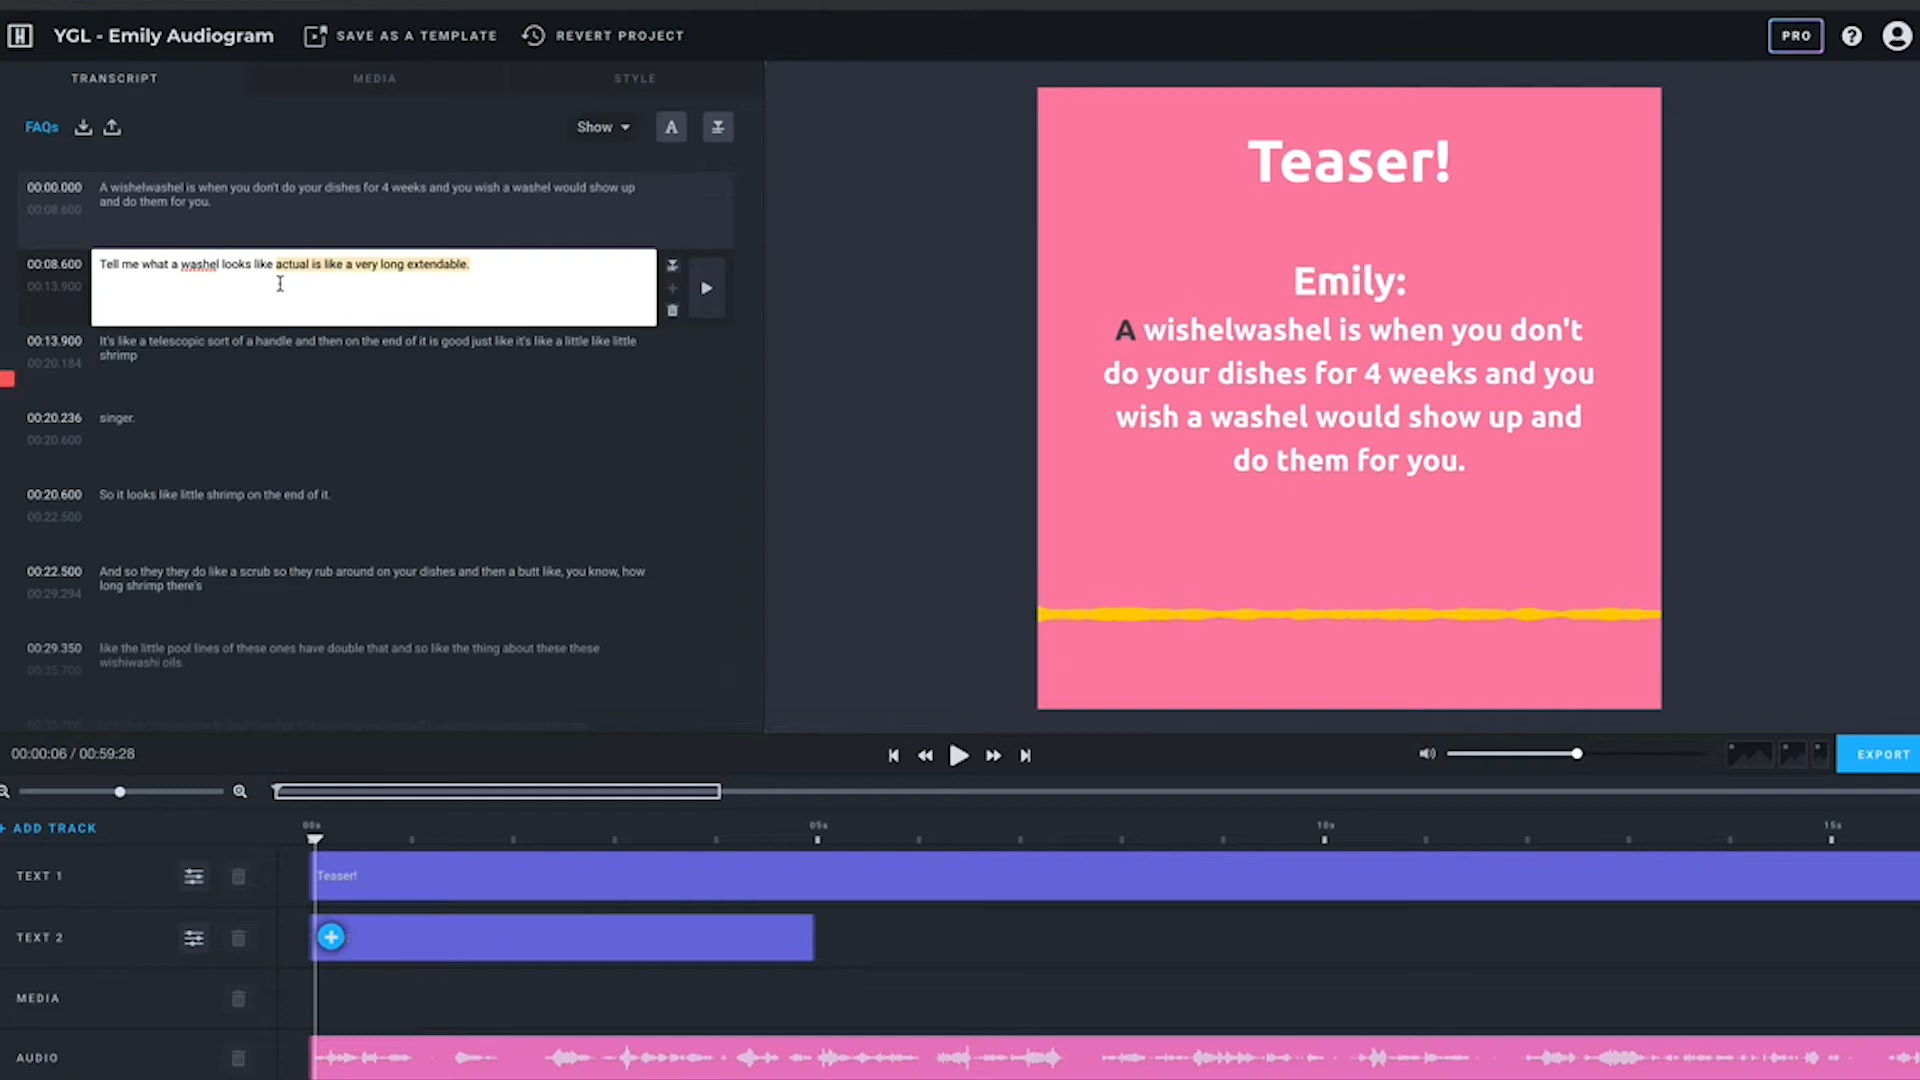 YGL - Emily Audiogram
SAVE AS A TEMPLATE
REVERT PROJECT
PRO
TRANSCRIPT
MEDIA
STYLE
FAQs
Show
A
00:00.000
00:08.600
A wishelwashel is when you don't do your dishes for 4 weeks and you wish a washel would show up
and do them for you.
00:08.600
00:13.900
Tell me what a washel looks like actual is like a very long extendable.
00:13.900
00:20.184
It's like a telescopic sort of a handle and then on the end of it is good just like it's like a little like little
shrimp
00:20.236
00:20.600
singer.
00:20.600
00:22.500
So it looks like little shrimp on the end of it.
00:22.500
00:29.294
And so they they do like a scrub so they rub around on your dishes and then a butt like, you know, how
long shrimp there's
00:29.350
00:35.700
like the little pool lines of these ones have double that and so like the thing about these these
wishiwashi oils.
00:35.700
Teaser!
Emily:
A wishelwashel is when you don't
do your dishes for 4 weeks and you
wish a washel would show up and
do them for you.
00:00:06 / 00:59:28
EXPORT
+ ADD TRACK
00s
05s
10s
15s
TEXT 1
Teaser!
TEXT 2
MEDIA
AUDIO